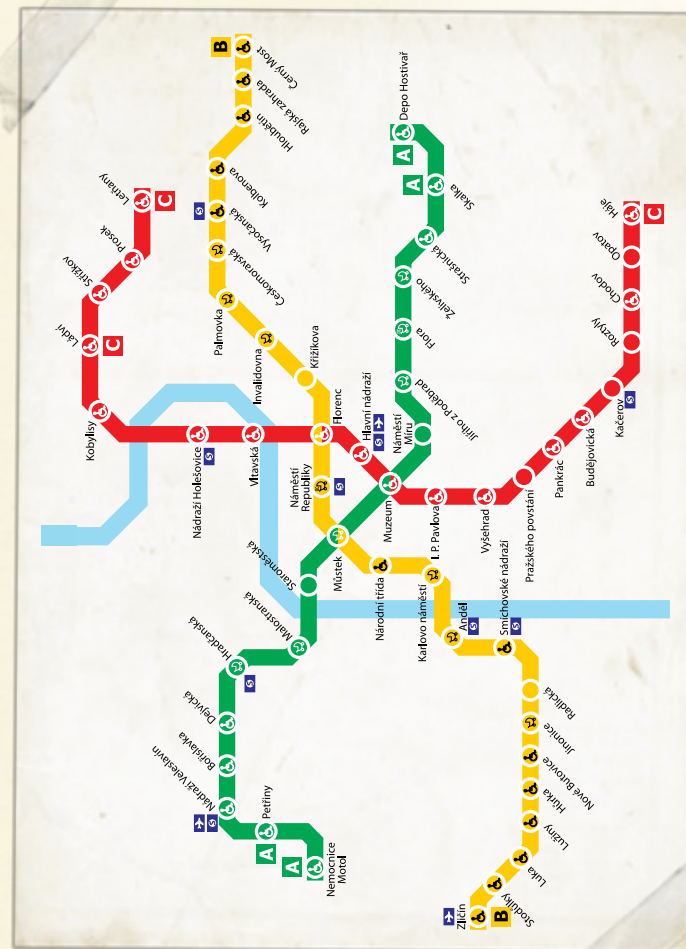 B
Černý Most
Rajská zahrada
Hloubětín
Kolbenova
S
Vysočanská
Českomoravská
Palmovka
Invalidovna
Křižíkova
Florenc
Náměstí
Republiky
S
Můstek
Národní třída
Karlovo náměstí
Anděl
S
Smíchovské nádraží
S
Radlická
Jinonice
Nové Butovice
Hůrka
Lužiny
Luka
Stodůlky
Zličín
B
Letňany
C
Prosek
Střížkov
Ládví
C
Kobylisy
Nádraží Holešovice
S
Vltavská
Hlavní nádraží
S
Muzeum
I. P. Pavlova
Vyšehrad
Pražského povstání
Pankrác
Budějovická
Kačerov
S
Roztyly
Chodov
Opatov
Háje
C
Depo Hostivař
A
A
Skalka
Strašnická
Želivského
Flora
Jiřího z Poděbrad
Náměstí
Míru
Staroměstská
Malostranská
Hradčanská
S
Dejvická
Bořislavka
Nádraží Veleslavín
S
Petřiny
A
A
Nemocnice
Motol